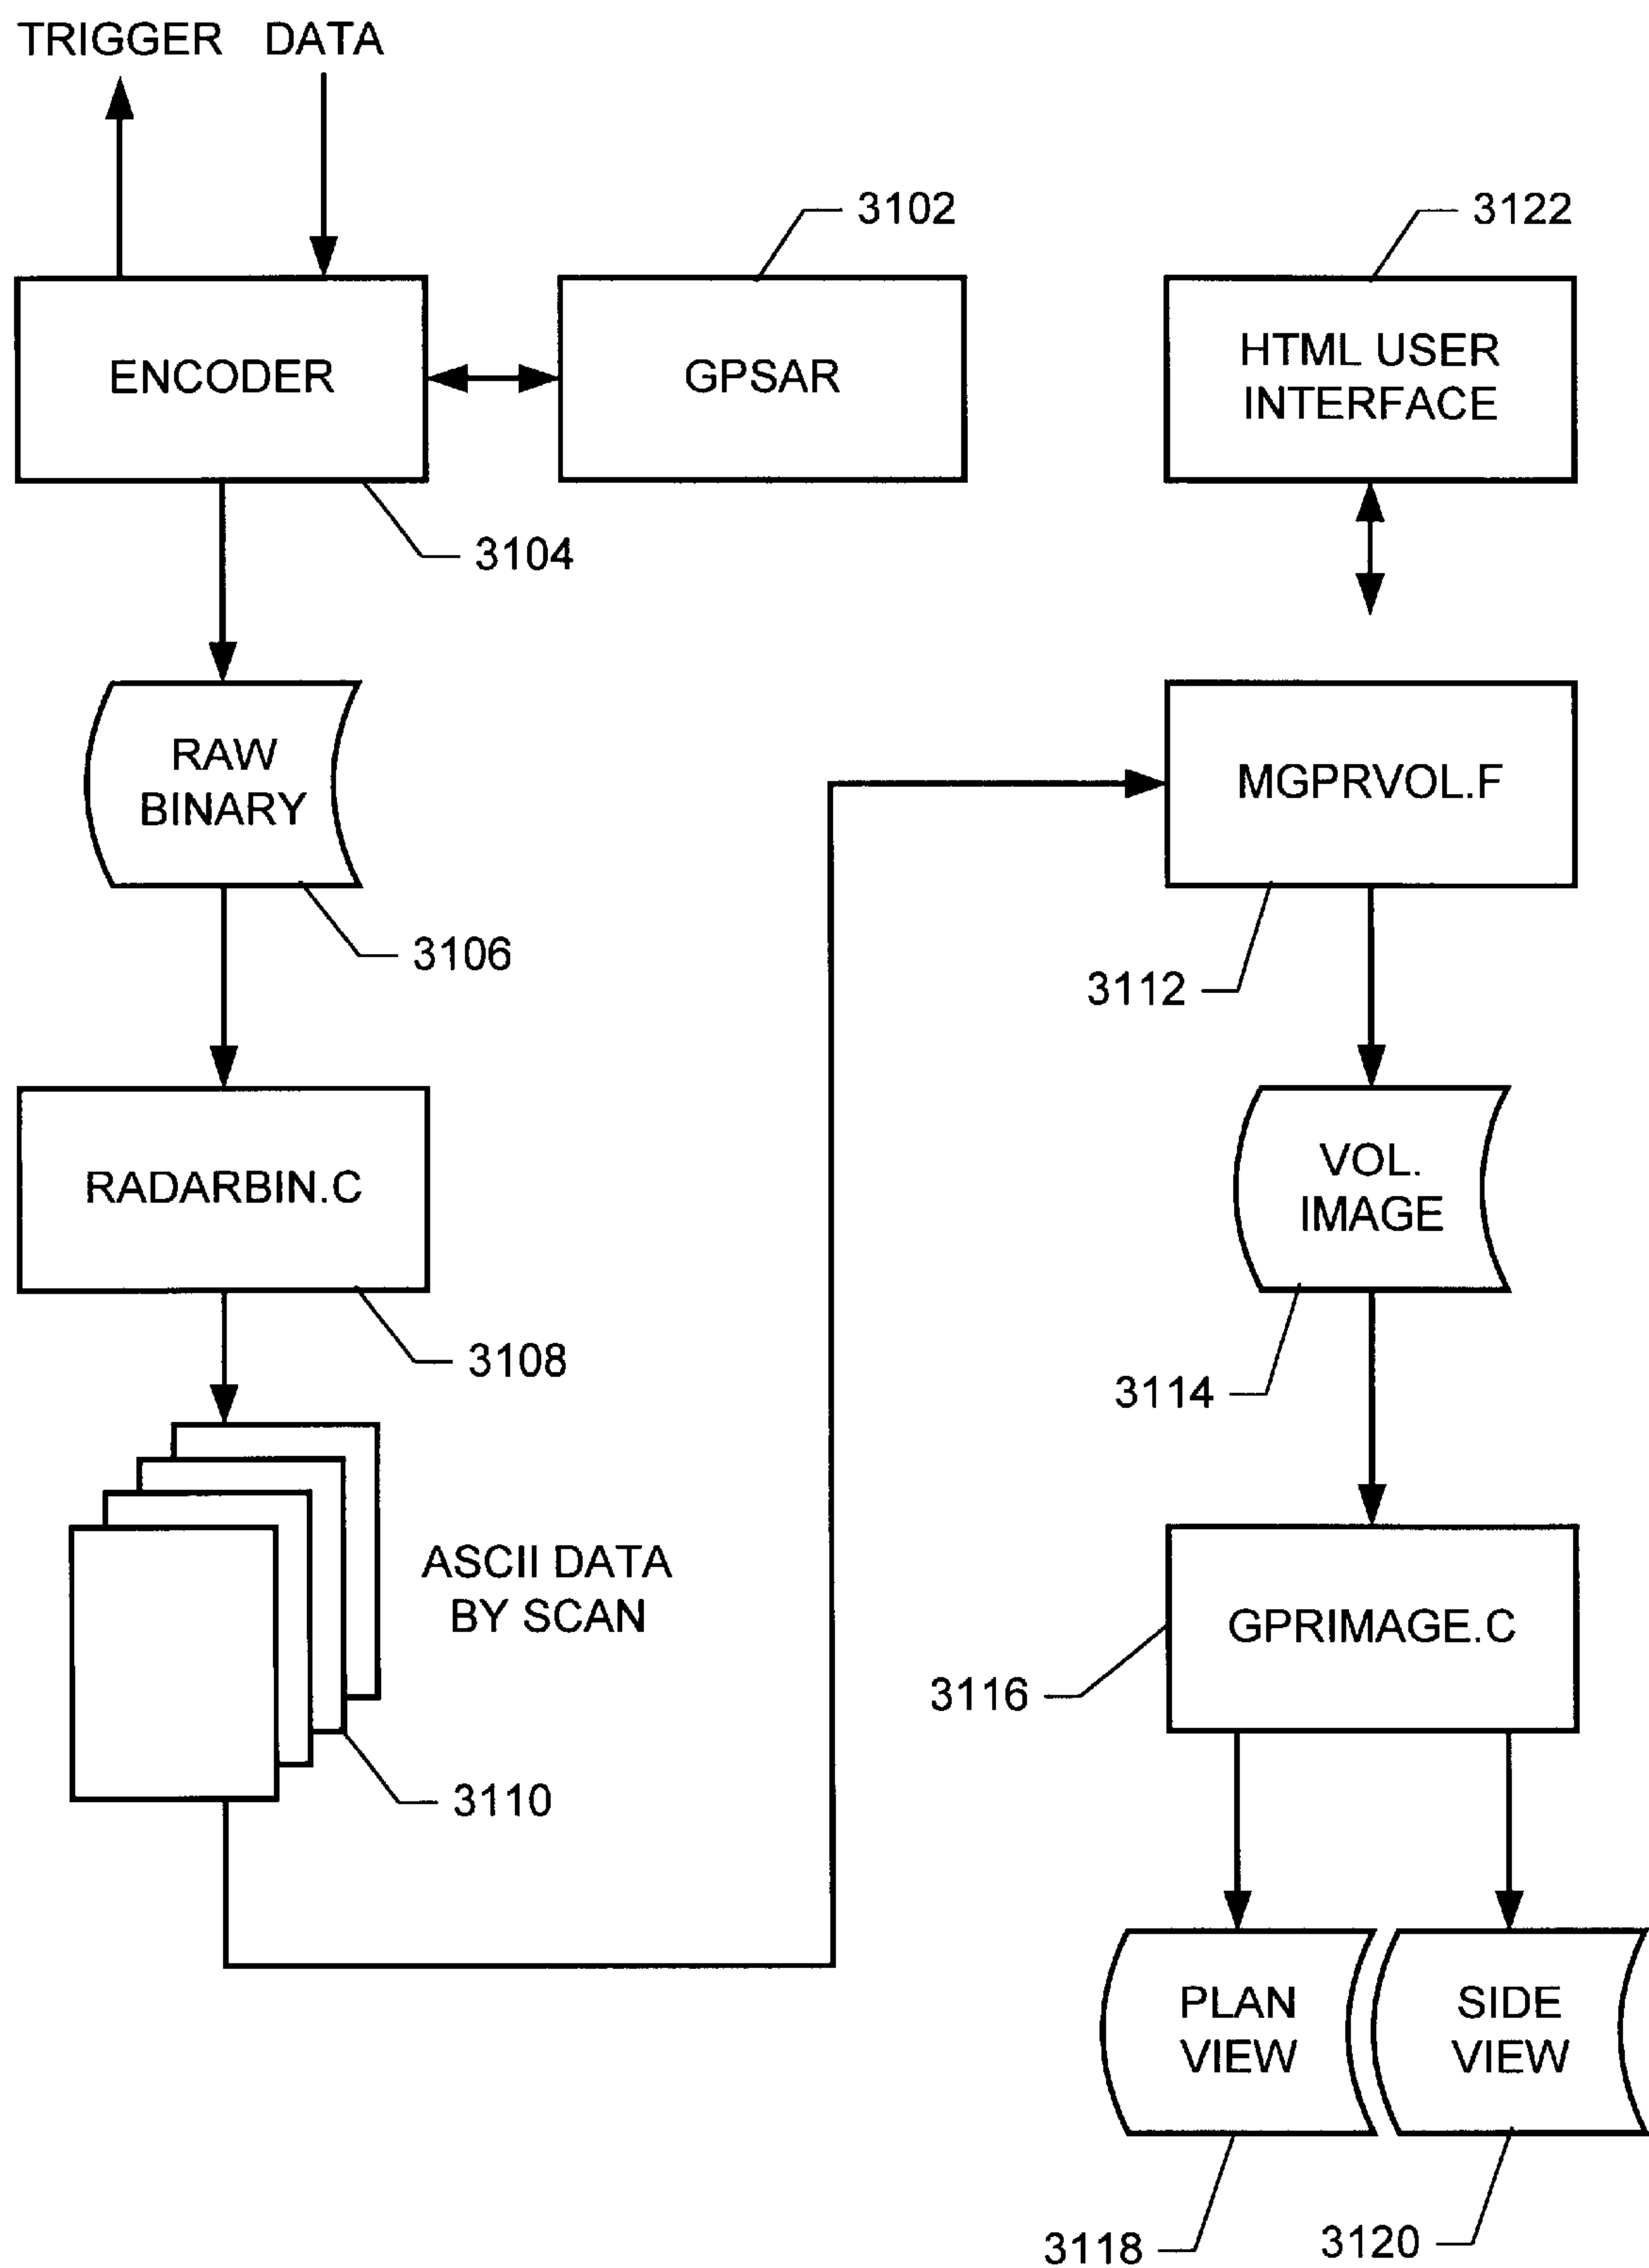 TRIGGER DATA
3102
3122
ENCODER
GPSAR
HTML USER
INTERFACE
3104
RAW
BINARY
MGPRVOL.F
3106
3112
RADARBIN.C
VOL.
IMAGE
3108
3114
ASCII DATA
BY SCAN
GPRIMAGE.C
3116
3110
PLAN
VIEW
SIDE
VIEW
3118
3120